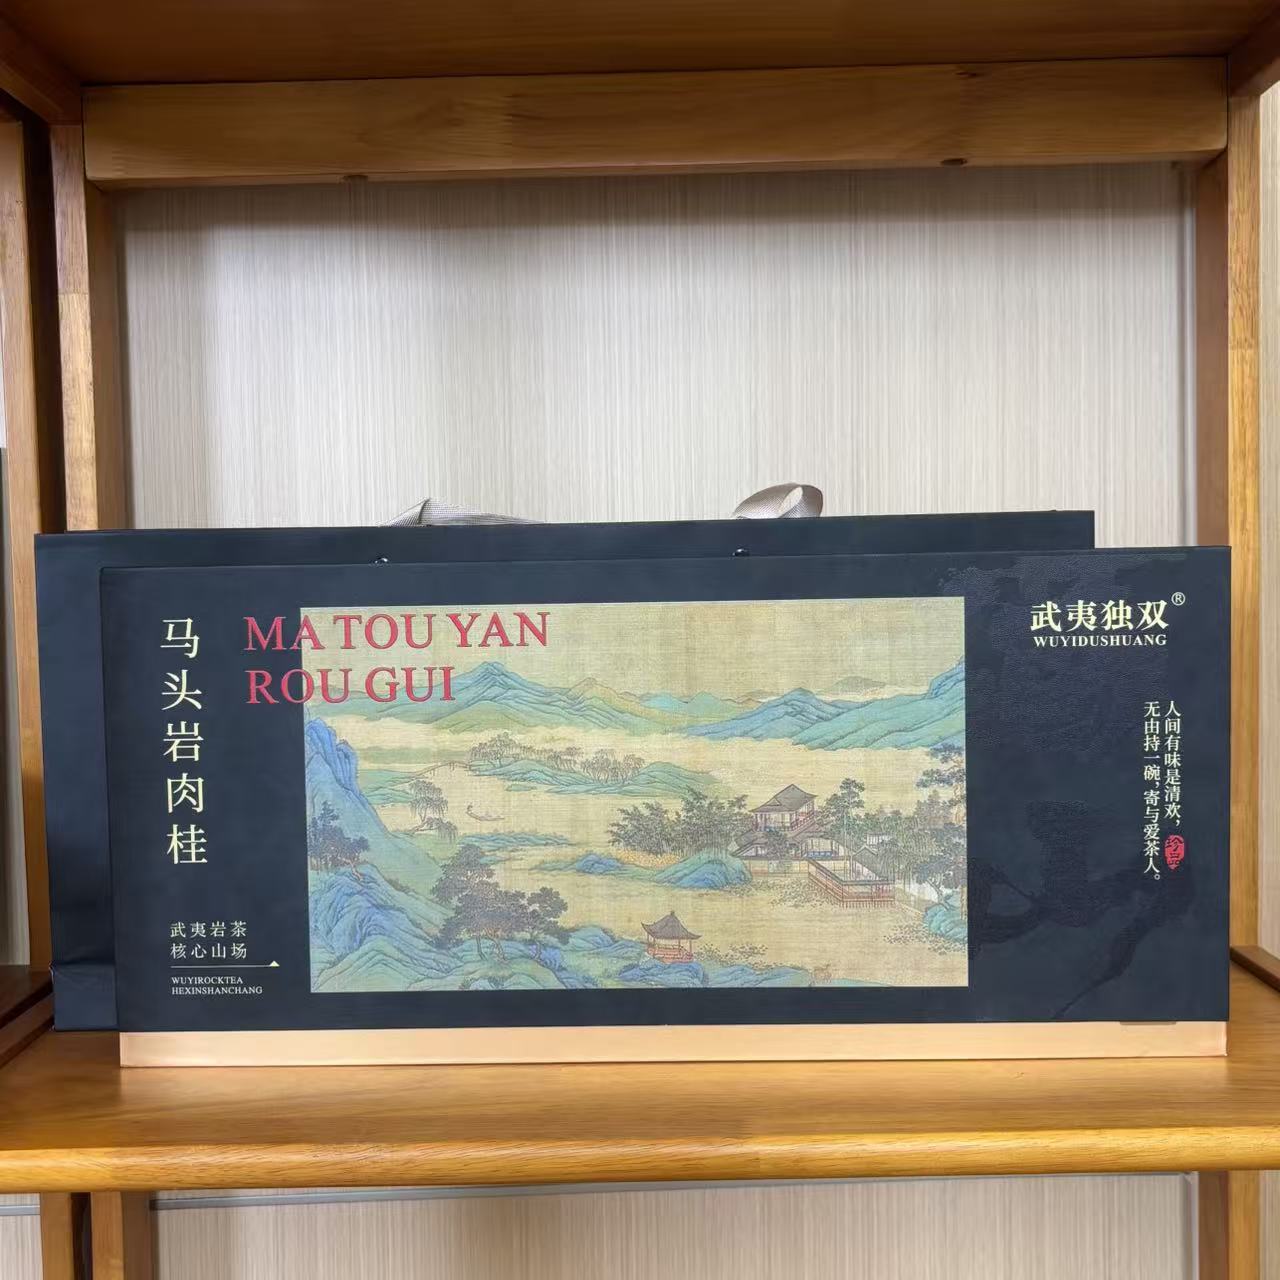 马头岩肉桂
MA TOU YAN
ROU GUI
武夷岩茶
核心山场
WUYIROCKTEA
HEXINSHANCHANG
武夷独双®
WUYIDUSHUANG
人间有味是清欢，
无由持一碗，寄与爱茶人。
珍品